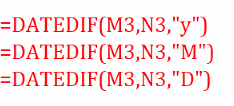 =DATEDIF(M3,N3,"y")
=DATEDIF(M3,N3,"M")
=DATEDIF(M3,N3,"D")